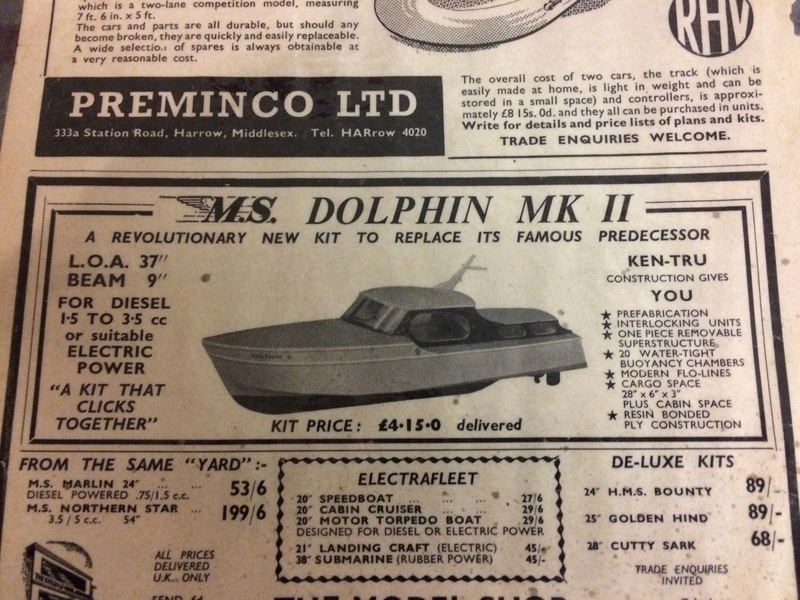 which is a two-lane competition model, measuring
7 ft. 6 in. x 5 ft.
The cars and parts are all durable, but should any
become broken, they are quickly and easily replaceable.
A wide selection of spares is always obtainable at
a very reasonable cost.
RHV
PREMINCO LTD
333a Station Road, Harrow, Middlesex. Tel. HARrow 4020
The overall cost of two cars, the track (which is
easily made at home, is light in weight and can be
stored in a small space) and controllers, is approxi-
mately £8 15s. 0d. and they all can be purchased in units.
Write for details and price lists of plans and kits.
TRADE ENQUIRIES WELCOME.
M.S. DOLPHIN MK II
A REVOLUTIONARY NEW KIT TO REPLACE ITS FAMOUS PREDECESSOR
L.O.A. 37"
BEAM 9"
FOR DIESEL
1·5 TO 3·5 cc
or suitable
ELECTRIC
POWER
"A KIT THAT
CLICKS
TOGETHER"
DOLPHIN II
KIT PRICE: £4·15·0 delivered
KEN-TRU
CONSTRUCTION GIVES
YOU
★ PREFABRICATION
★ INTERLOCKING UNITS
★ ONE PIECE REMOVABLE
SUPERSTRUCTURE
★ 20 WATER-TIGHT
BUOYANCY CHAMBERS
★ MODERN FLO-LINES
★ CARGO SPACE
28" x 6" x 3"
PLUS CABIN SPACE
★ RESIN BONDED
PLY CONSTRUCTION
FROM THE SAME "YARD" :-
M.S. MARLIN 24" ... ... 53/6
DIESEL POWERED .75/1.5 c.c.
M.S. NORTHERN STAR ... 199/6
3.5 / 5 c.c. 54"
ALL PRICES
DELIVERED
U.K. ONLY
SEND 6d
ELECTRAFLEET
20" SPEEDBOAT ... ... ... 27/6
20" CABIN CRUISER ... ... 29/6
20" MOTOR TORPEDO BOAT ... 29/6
DESIGNED FOR DIESEL OR ELECTRIC POWER
21" LANDING CRAFT (ELECTRIC) 45/-
38" SUBMARINE (RUBBER POWER) 45/-
DE-LUXE KITS
24" H.M.S. BOUNTY 89/-
25" GOLDEN HIND 89/-
28" CUTTY SARK 68/-
TRADE ENQUIRIES
INVITED
THE MODEL SHOP